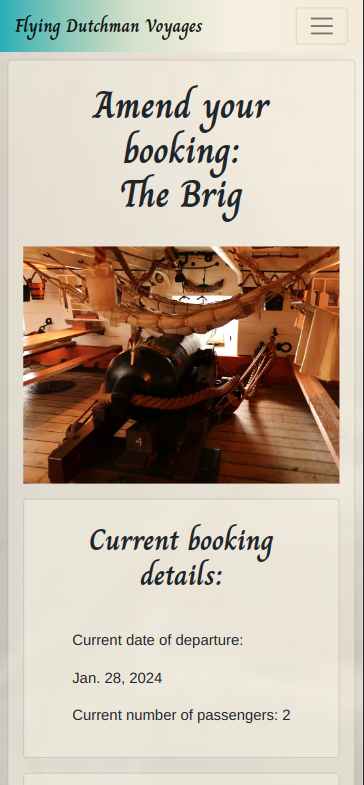 Flying Dutchman Voyages
Amend your
booking:
The Brig
4
Current booking
details:
Current date of departure:
Jan. 28, 2024
Current number of passengers: 2